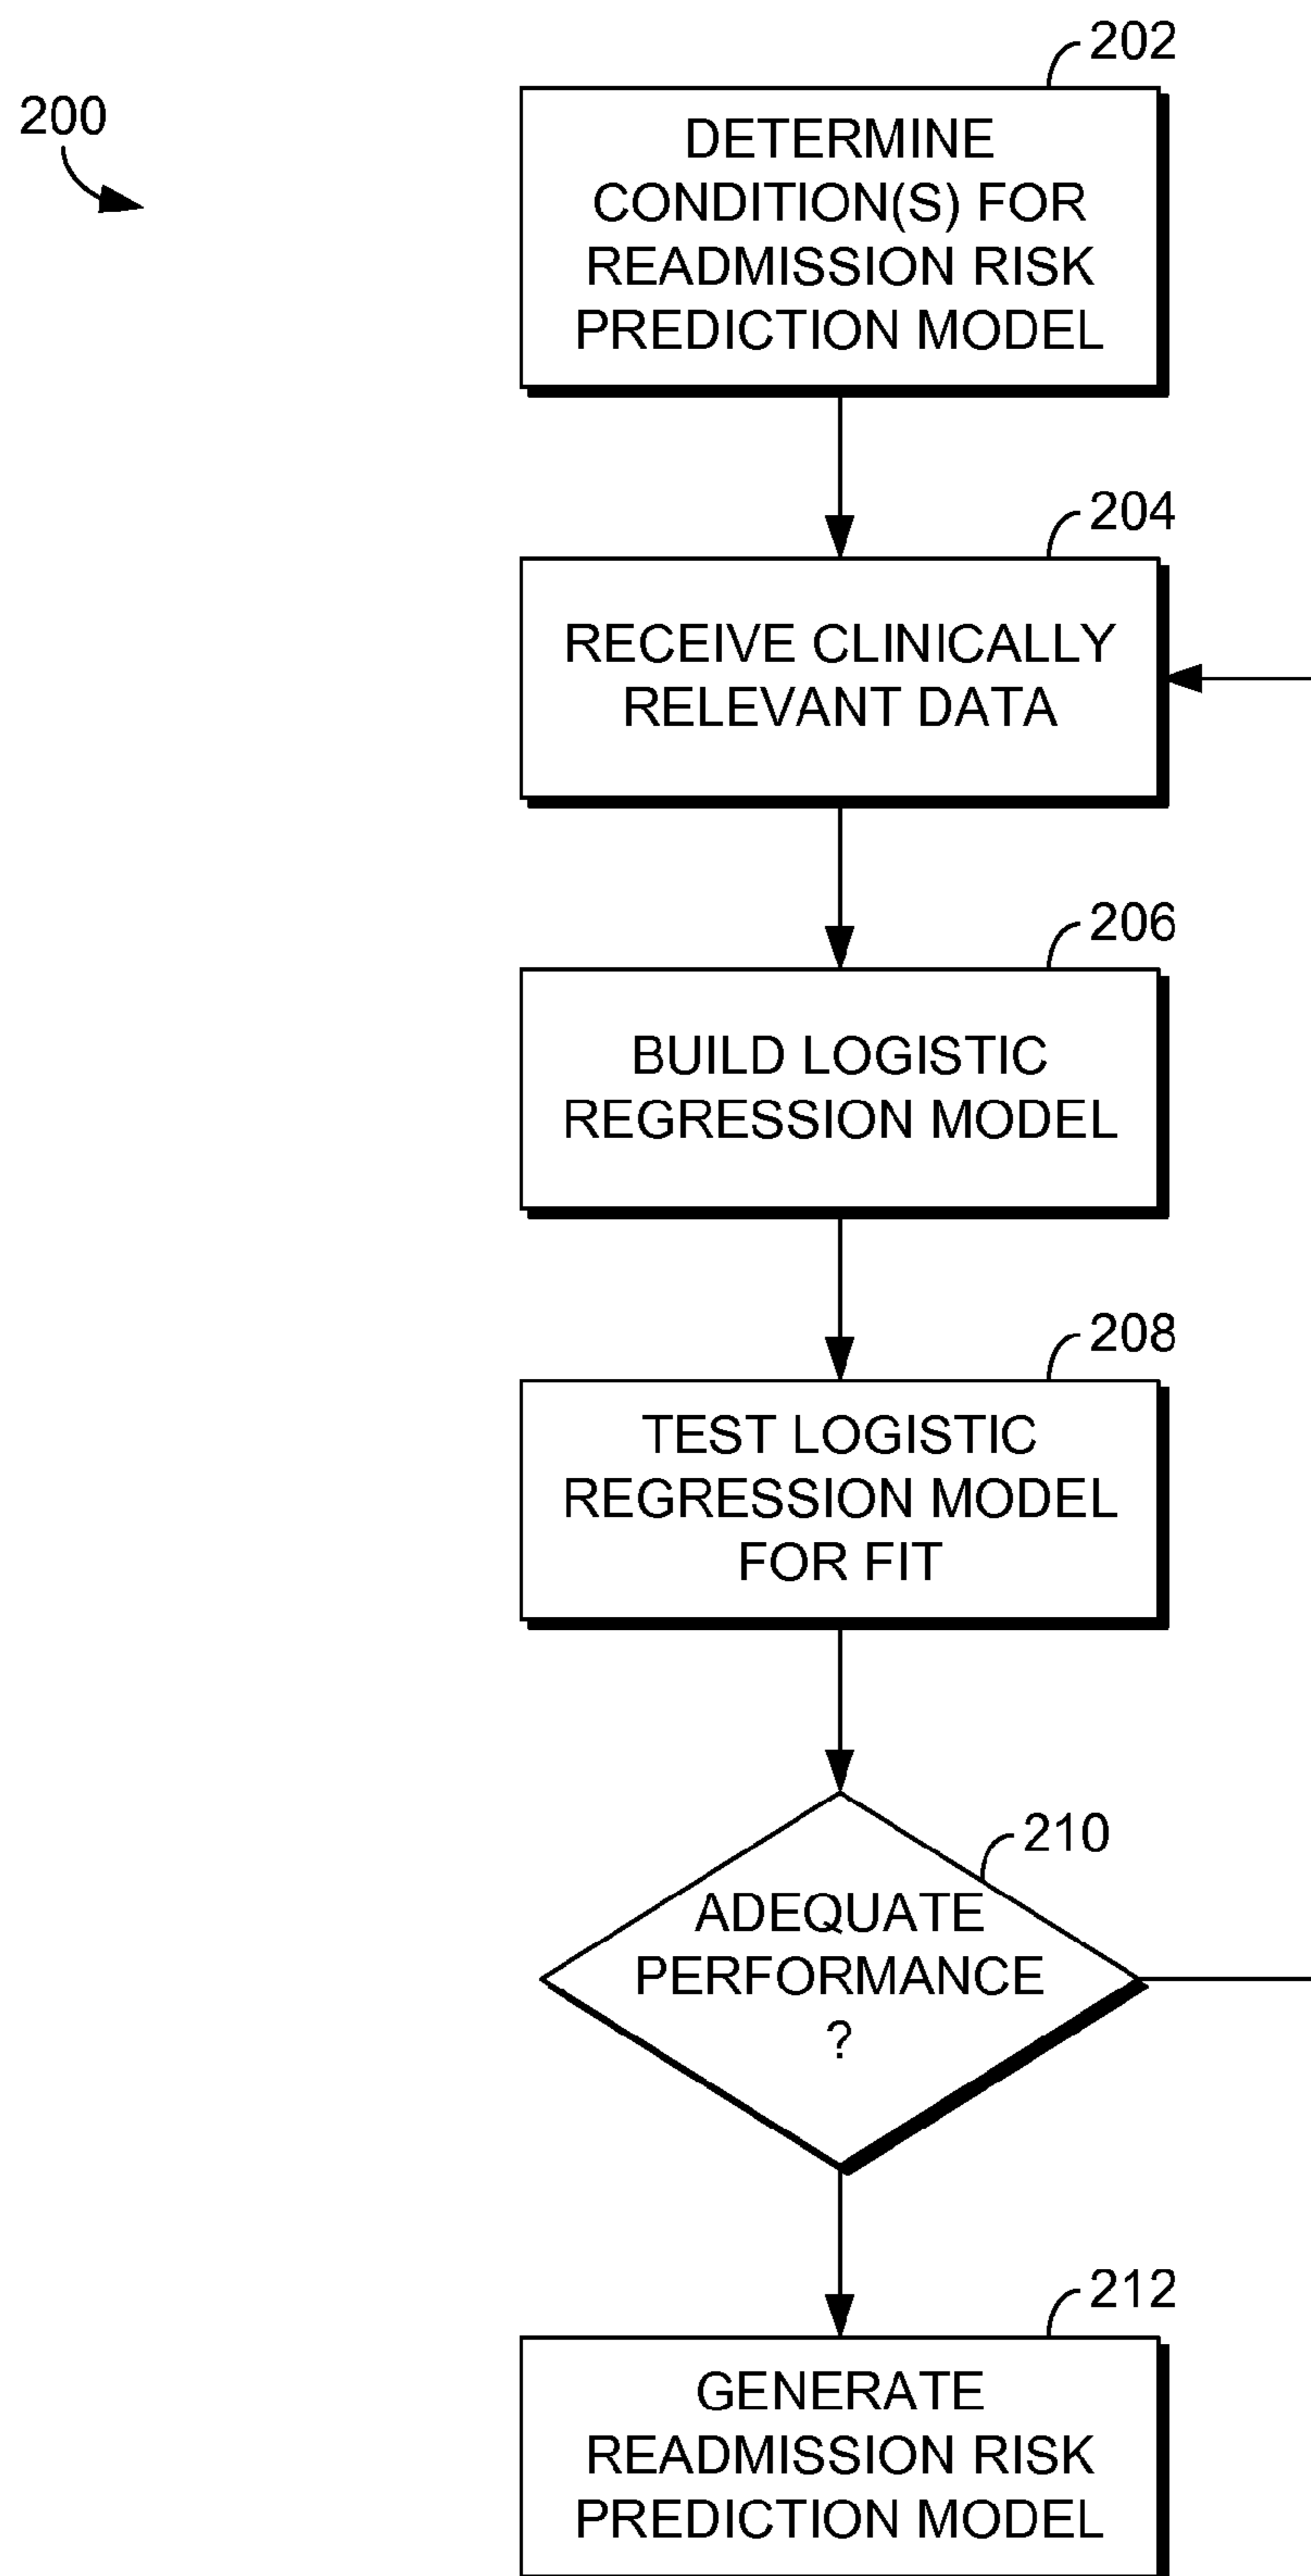 200
202
DETERMINE
CONDITION(S) FOR
READMISSION RISK
PREDICTION MODEL
204
RECEIVE CLINICALLY
RELEVANT DATA
206
BUILD LOGISTIC
REGRESSION MODEL
208
TEST LOGISTIC
REGRESSION MODEL
FOR FIT
210
ADEQUATE
PERFORMANCE
?
212
GENERATE
READMISSION RISK
PREDICTION MODEL